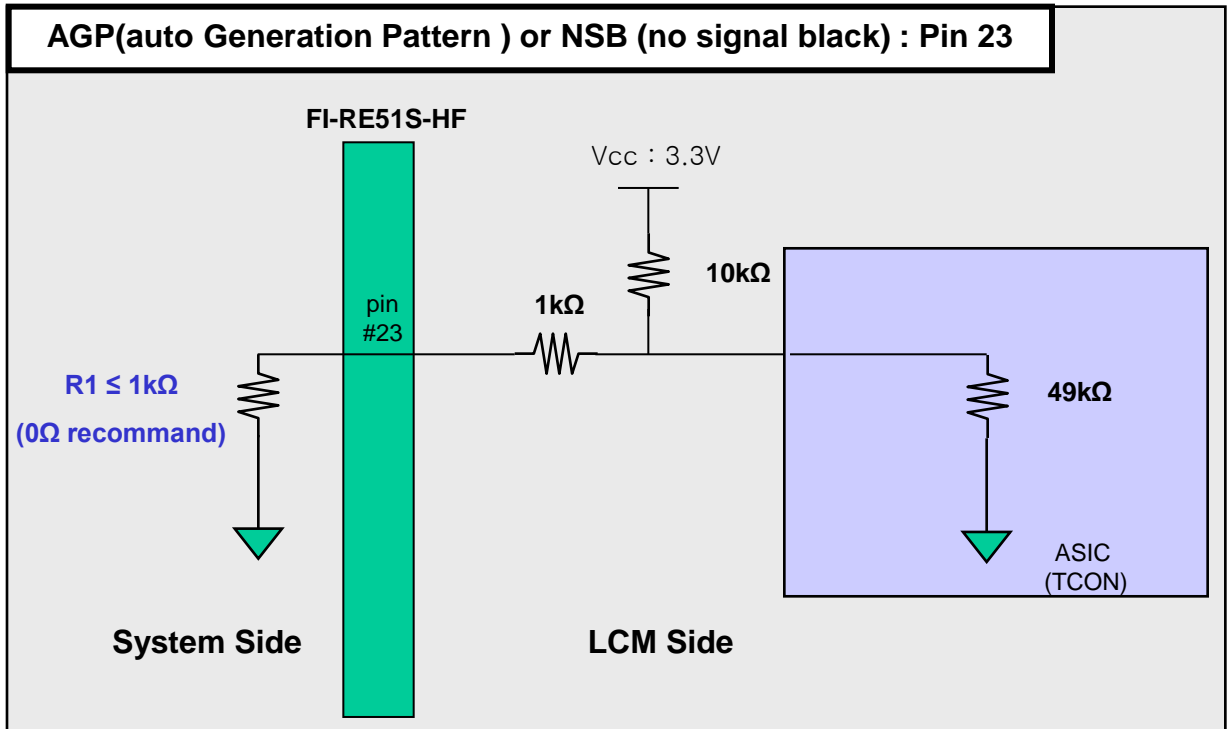 AGP(auto Generation Pattern ) or NSB (no signal black) : Pin 23
FI-RE51S-HF
Vcc : 3.3V
10kΩ
1kΩ
pin
#23
R1 ≤ 1kΩ
(0Ω recommand)
49kΩ
ASIC
(TCON)
System Side
LCM Side